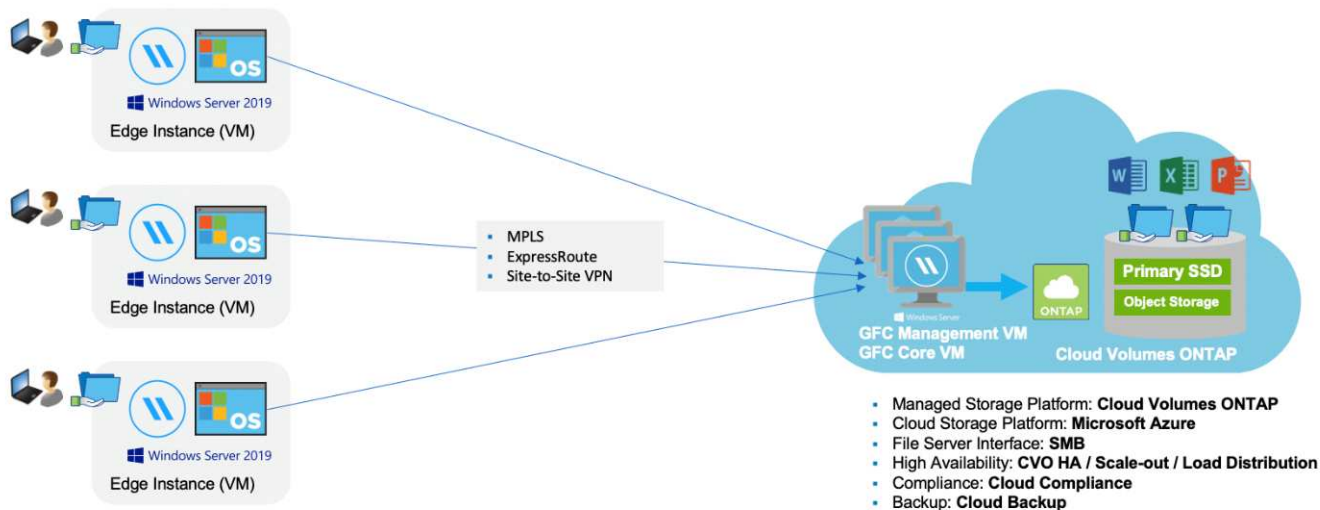 OS
Windows Server 2019
Edge Instance (VM)
OS
Windows Server 2019
Edge Instance (VM)
OS
Windows Server 2019
Edge Instance (VM)
▪ MPLS
▪ ExpressRoute
▪ Site-to-Site VPN
W
X
P
Windows Server
GFC Management VM
GFC Core VM
ONTAP
Primary SSD
Object Storage
Cloud Volumes ONTAP
▪ Managed Storage Platform: Cloud Volumes ONTAP
▪ Cloud Storage Platform: Microsoft Azure
▪ File Server Interface: SMB
▪ High Availability: CVO HA / Scale-out / Load Distribution
▪ Compliance: Cloud Compliance
▪ Backup: Cloud Backup